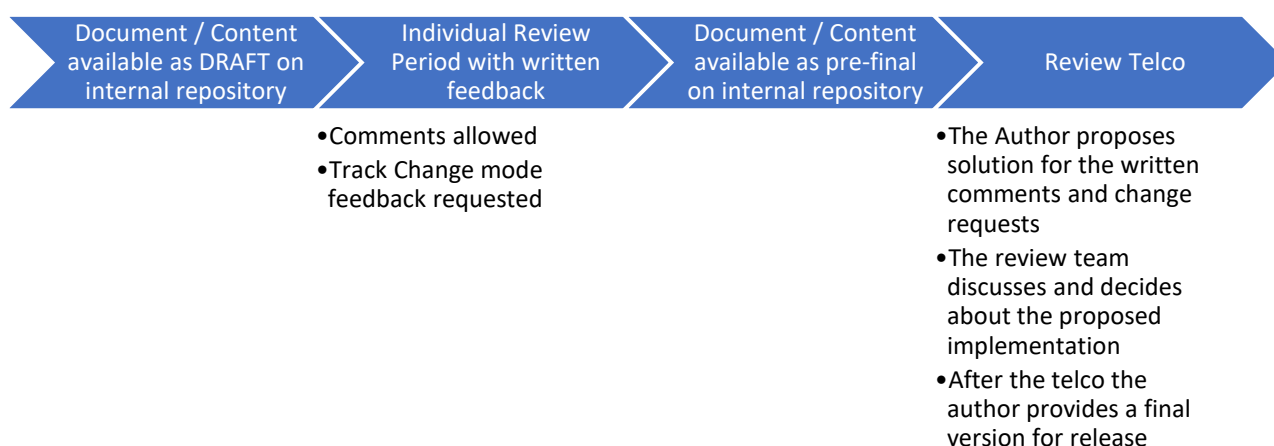 Document / Content
available as DRAFT on
internal repository
Individual Review
Period with written
feedback
Document / Content
available as pre-final
on internal repository
Review Telco
•Comments allowed
•Track Change mode
feedback requested
•The Author proposes
solution for the written
comments and change
requests
•The review team
discusses and decides
about the proposed
implementation
•After the telco the
author provides a final
version for release